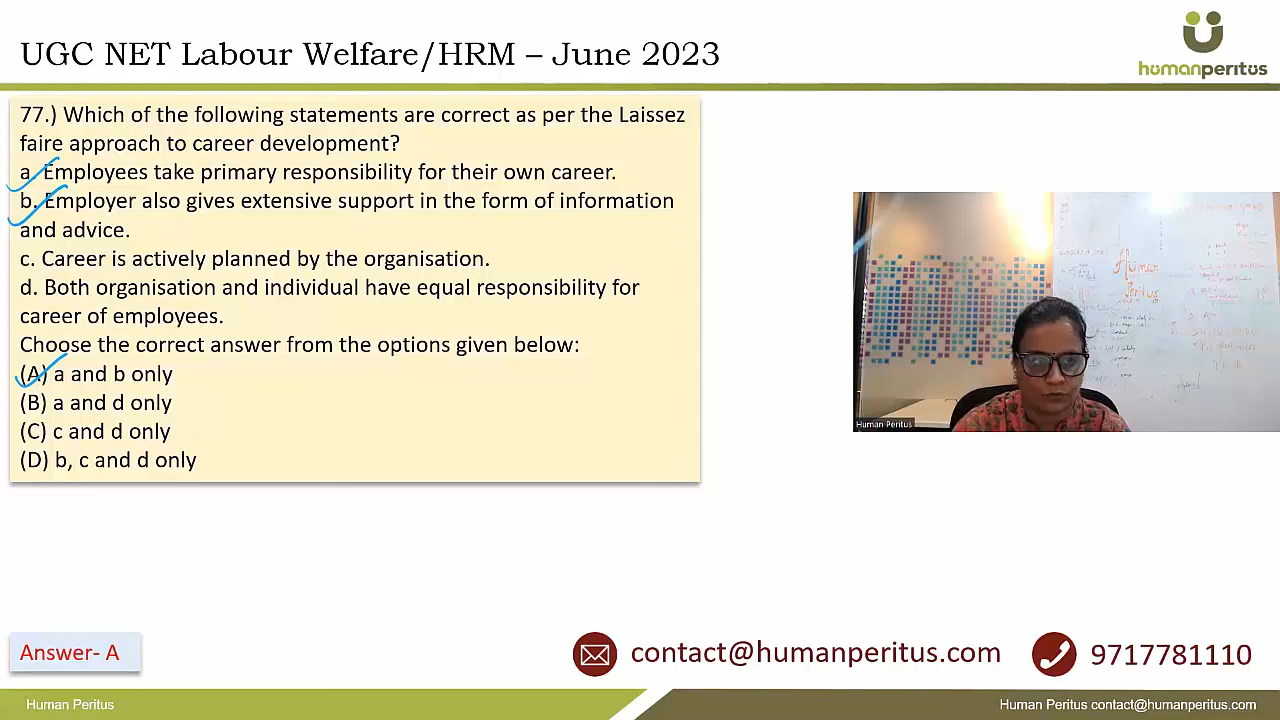 UGC NET Labour Welfare/HRM – June 2023
humanperitus
77.) Which of the following statements are correct as per the Laissez
faire approach to career development?
a. Employees take primary responsibility for their own career.
b. Employer also gives extensive support in the form of information
and advice.
c. Career is actively planned by the organisation.
d. Both organisation and individual have equal responsibility for
career of employees.
Choose the correct answer from the options given below:
(A) a and b only
(B) a and d only
(C) c and d only
(D) b, c and d only
Human
Peritus
Human Peritus
Answer- A
contact@humanperitus.com
9717781110
Human Peritus
Human Peritus contact@humanperitus.com